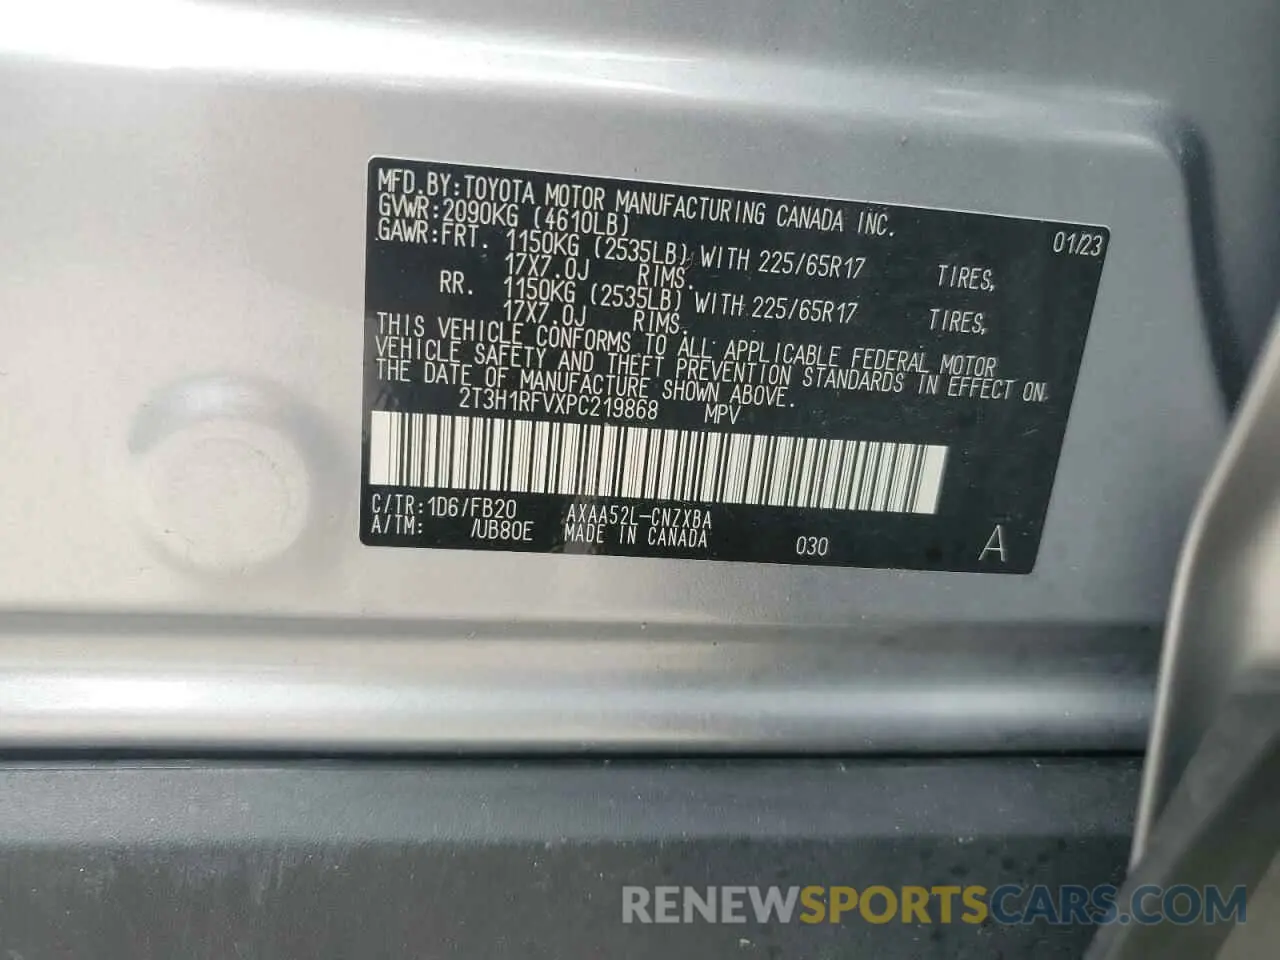 MFD.BY:TOYOTA MOTOR MANUFACTURING CANADA INC. 01/23
GVWR:2090KG (4610LB)
GAWR:FRT. 1150KG (2535LB) WITH 225/65R17 TIRES,
17X7.0J RIMS.
RR. 1150KG (2535LB) WITH 225/65R17 TIRES,
17X7.0J RIMS.
THIS VEHICLE CONFORMS TO ALL APPLICABLE FEDERAL MOTOR
VEHICLE SAFETY AND THEFT PREVENTION STANDARDS IN EFFECT ON
THE DATE OF MANUFACTURE SHOWN ABOVE.
2T3H1RFVXPC219868 MPV
C/TR:1D6/FB20 AXAA52L-CNZXBA
A/TM: /UB80E MADE IN CANADA 030 A
RENEWSPORTSCARS.COM